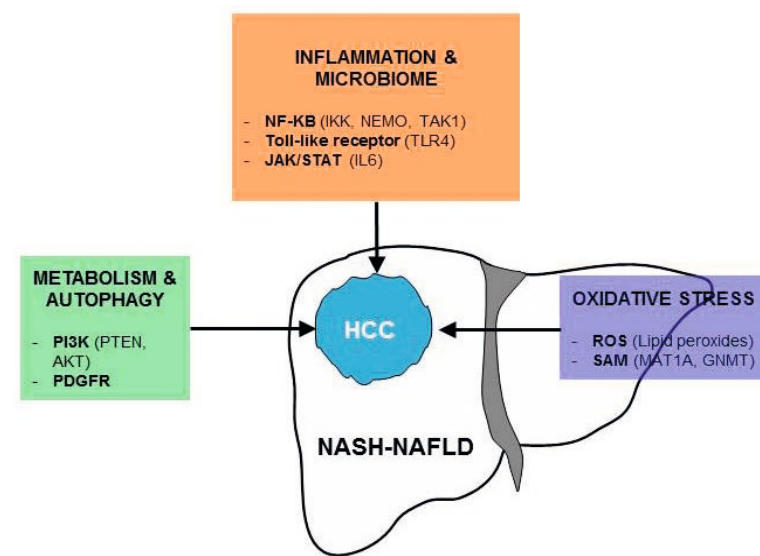 INFLAMMATION &
MICROBIOME
- NF-KB (IKK, NEMO, TAK1)
- Toll-like receptor (TLR4)
- JAK/STAT (IL6)
METABOLISM &
AUTOPHAGY
- PI3K (PTEN,
AKT)
- PDGFR
HCC
OXIDATIVE STRESS
- ROS (Lipid peroxides)
- SAM (MAT1A, GNMT)
NASH-NAFLD